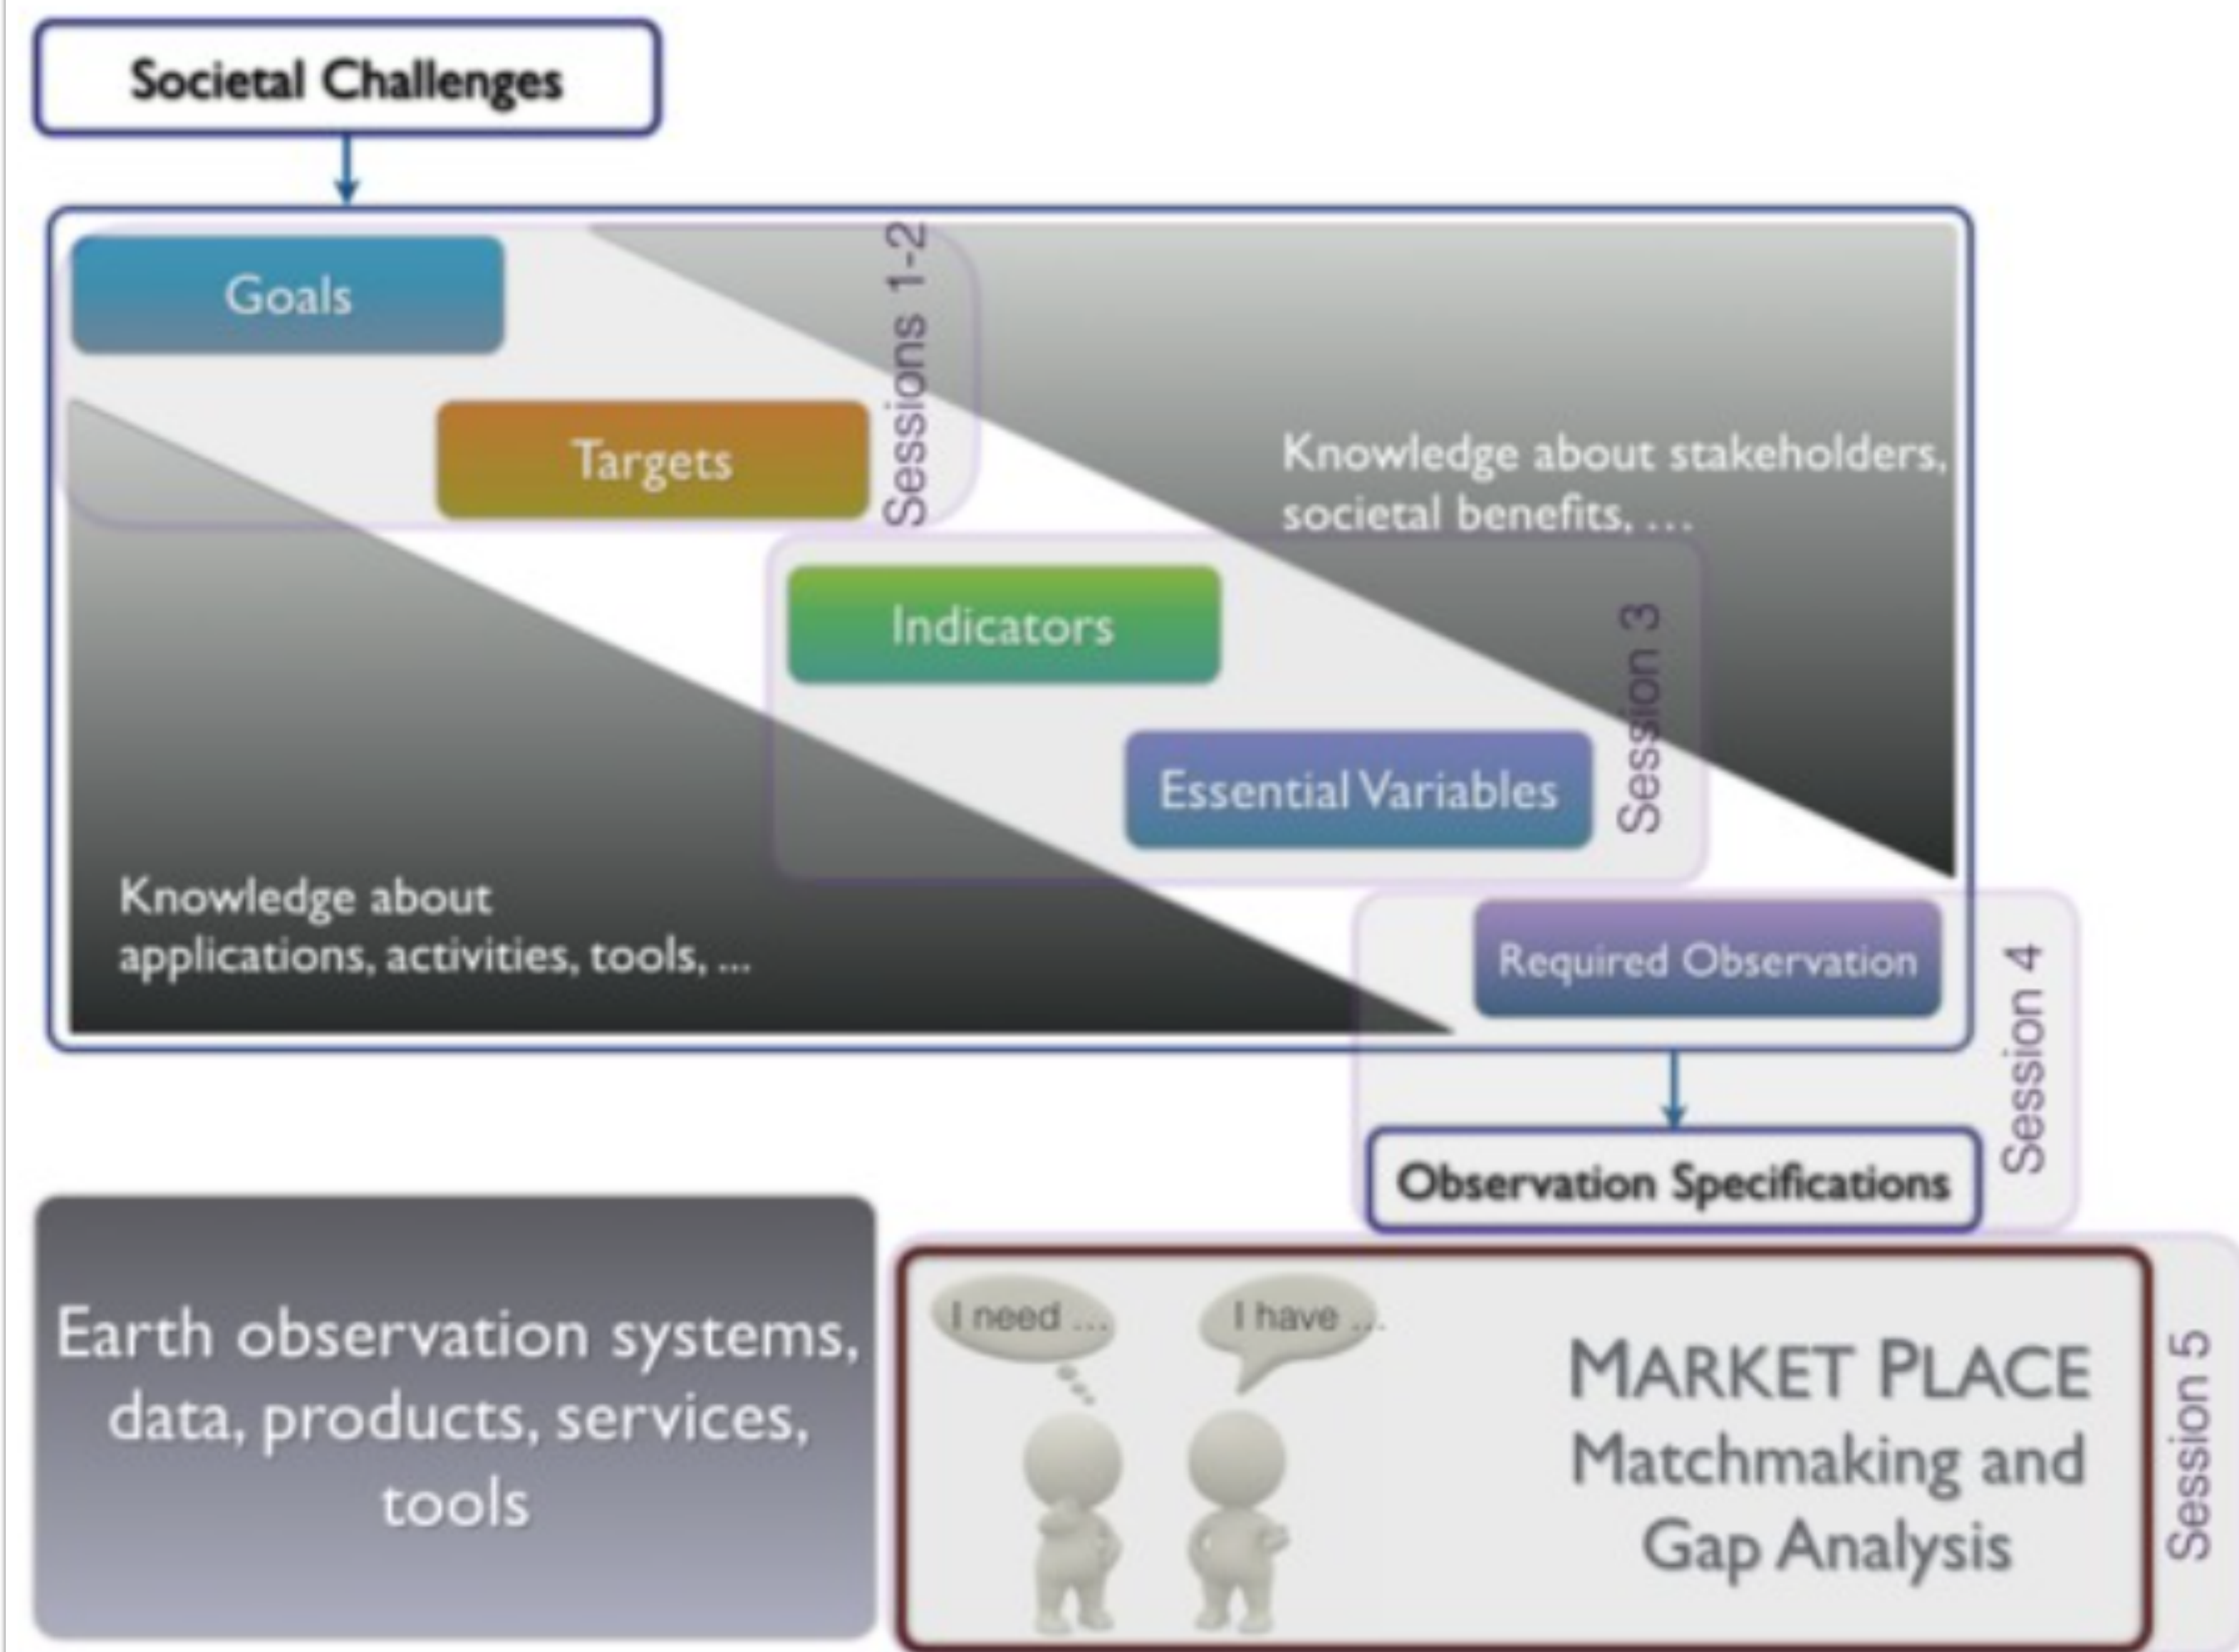 Societal Challenges
Goals
Sessions 1-2
Targets
Knowledge about stakeholders,
societal benefits, ...
Indicators
Session 3
Essential Variables
Knowledge about
applications, activities, tools, ...
Required Observation
Session 4
Observation Specifications
Earth observation systems,
data, products, services,
tools
I need ...
I have ...
MARKET PLACE
Matchmaking and
Gap Analysis
Session 5